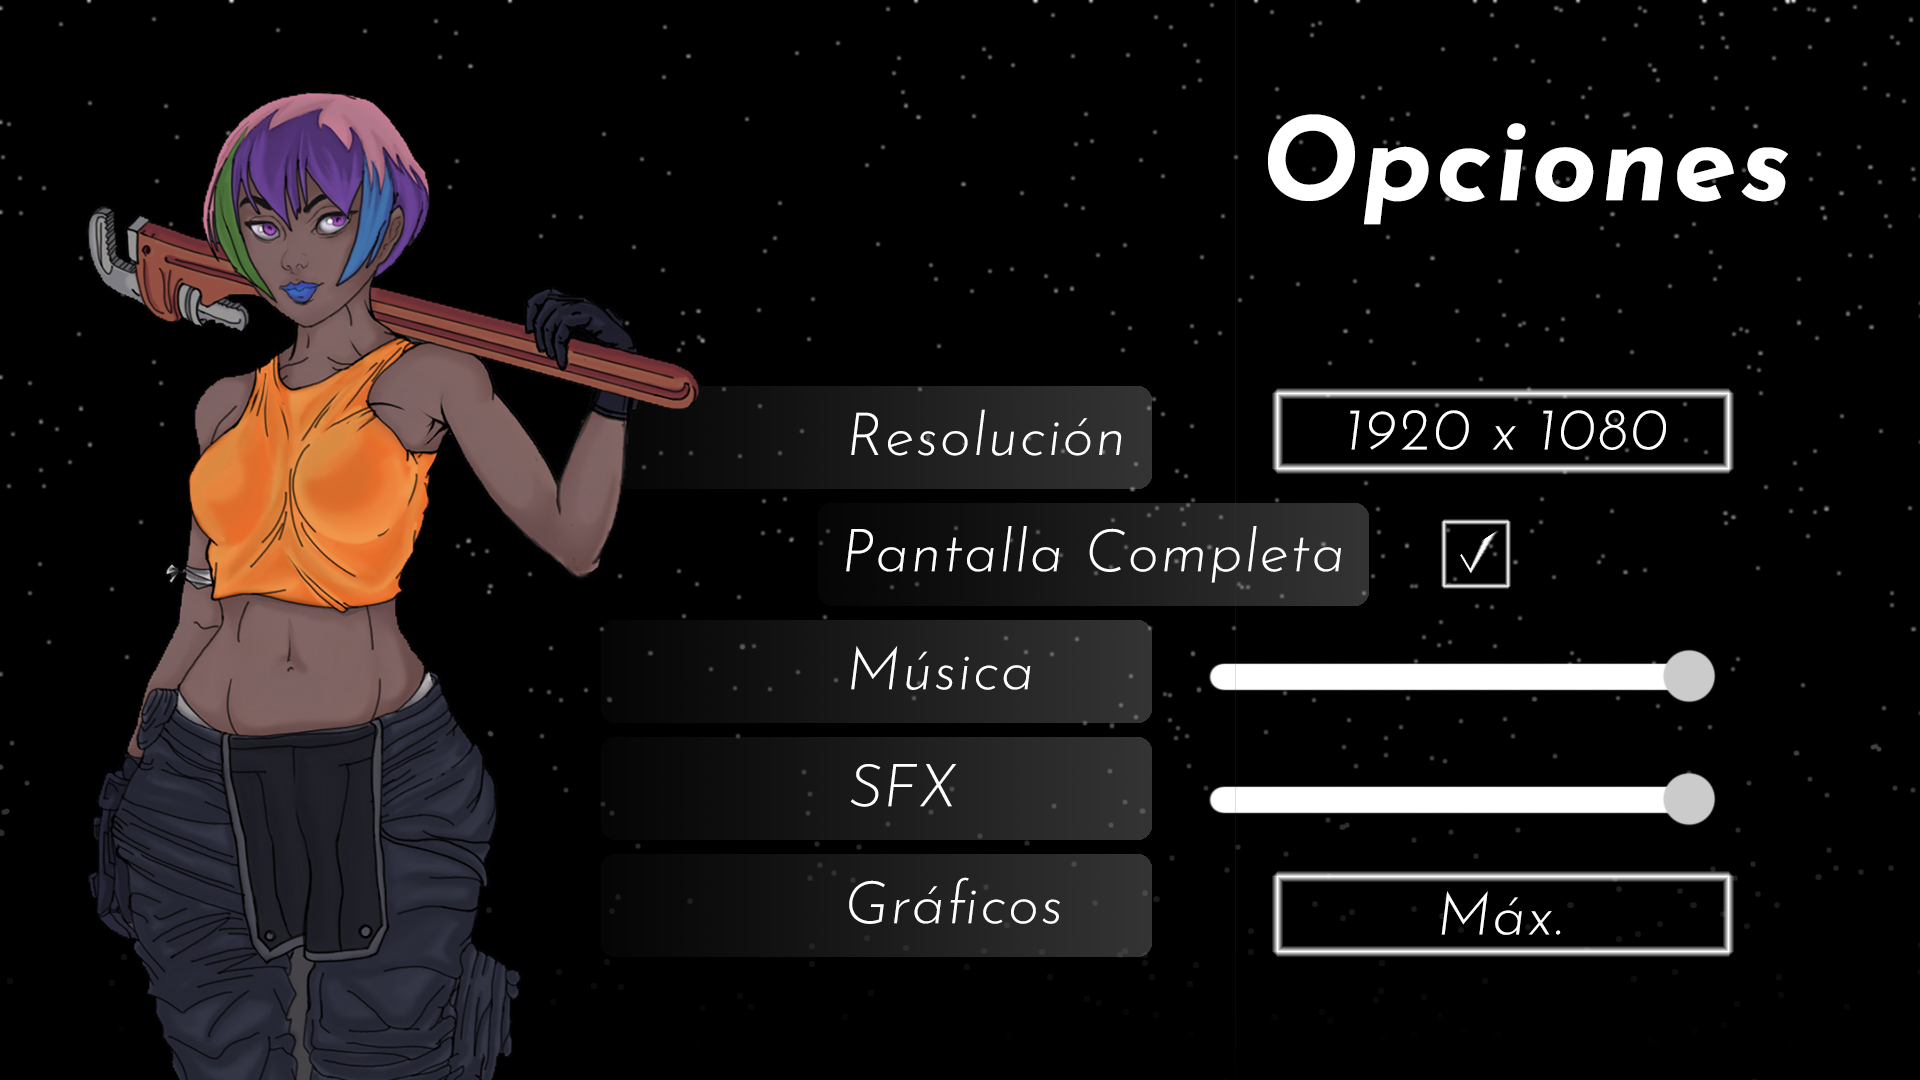 Opciones
Resolución
1920 x 1080
Pantalla Completa
Música
SFX
Gráficos
Máx.